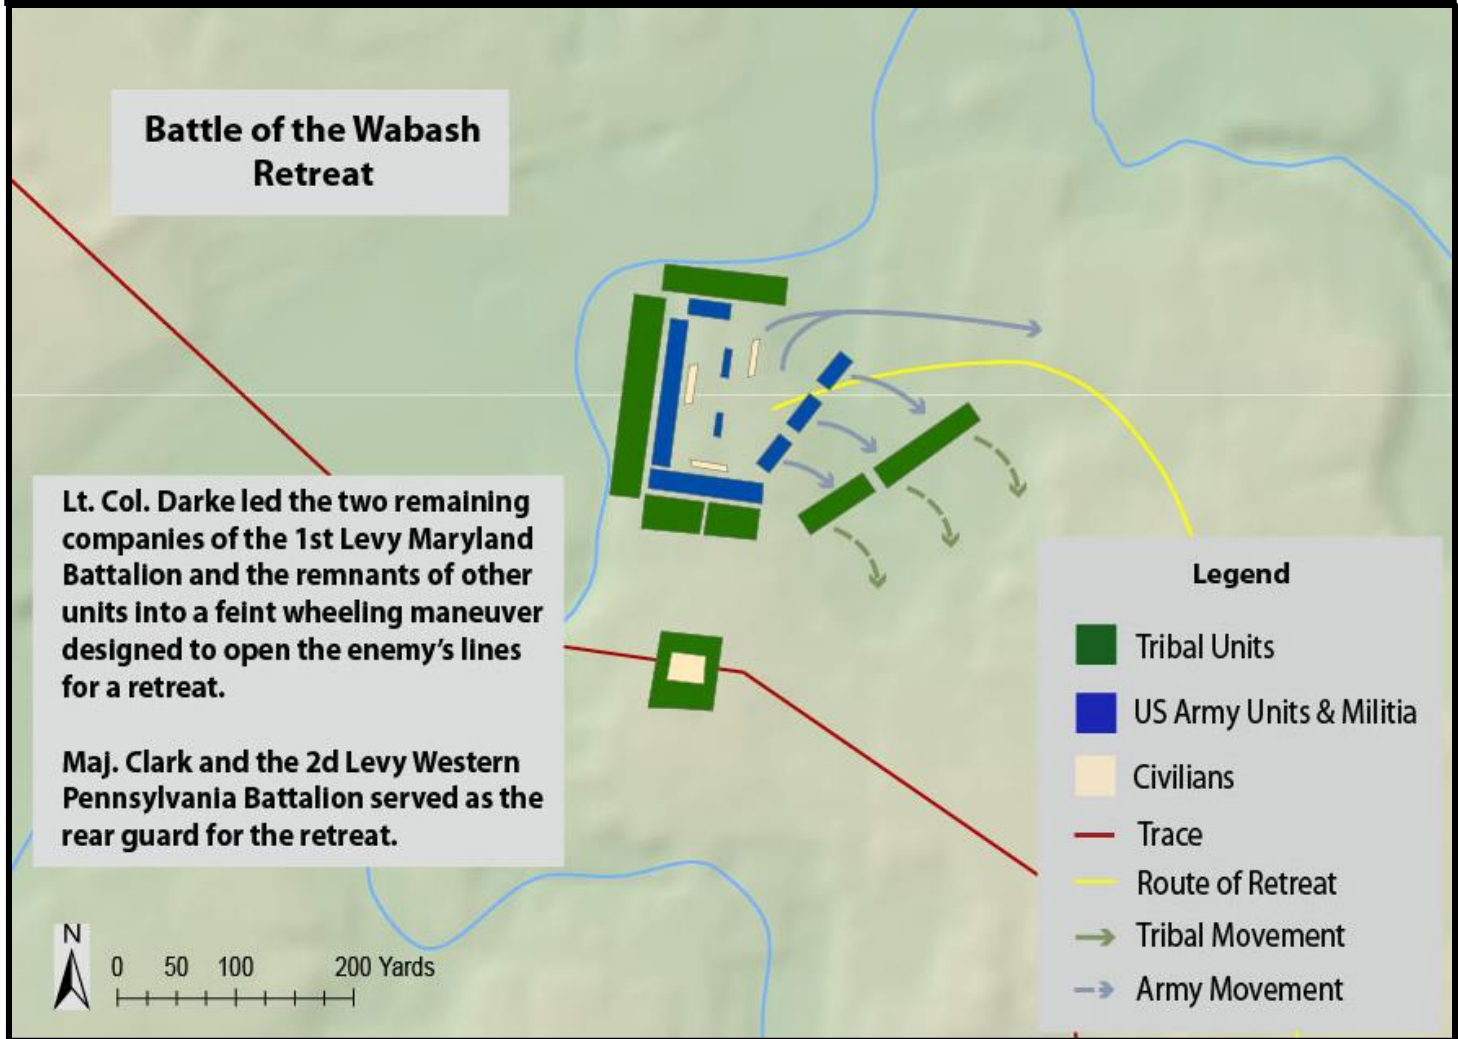 Battle of the Wabash
Retreat
Lt. Col. Darke led the two remaining
companies of the 1st Levy Maryland
Battalion and the remnants of other
units into a feint wheeling maneuver
designed to open the enemy's lines
for a retreat.
Maj. Clark and the 2d Levy Western
Pennsylvania Battalion served as the
rear guard for the retreat.
N
0 50 100 200 Yards
Legend
Tribal Units
US Army Units & Militia
Civilians
Trace
Route of Retreat
Tribal Movement
Army Movement